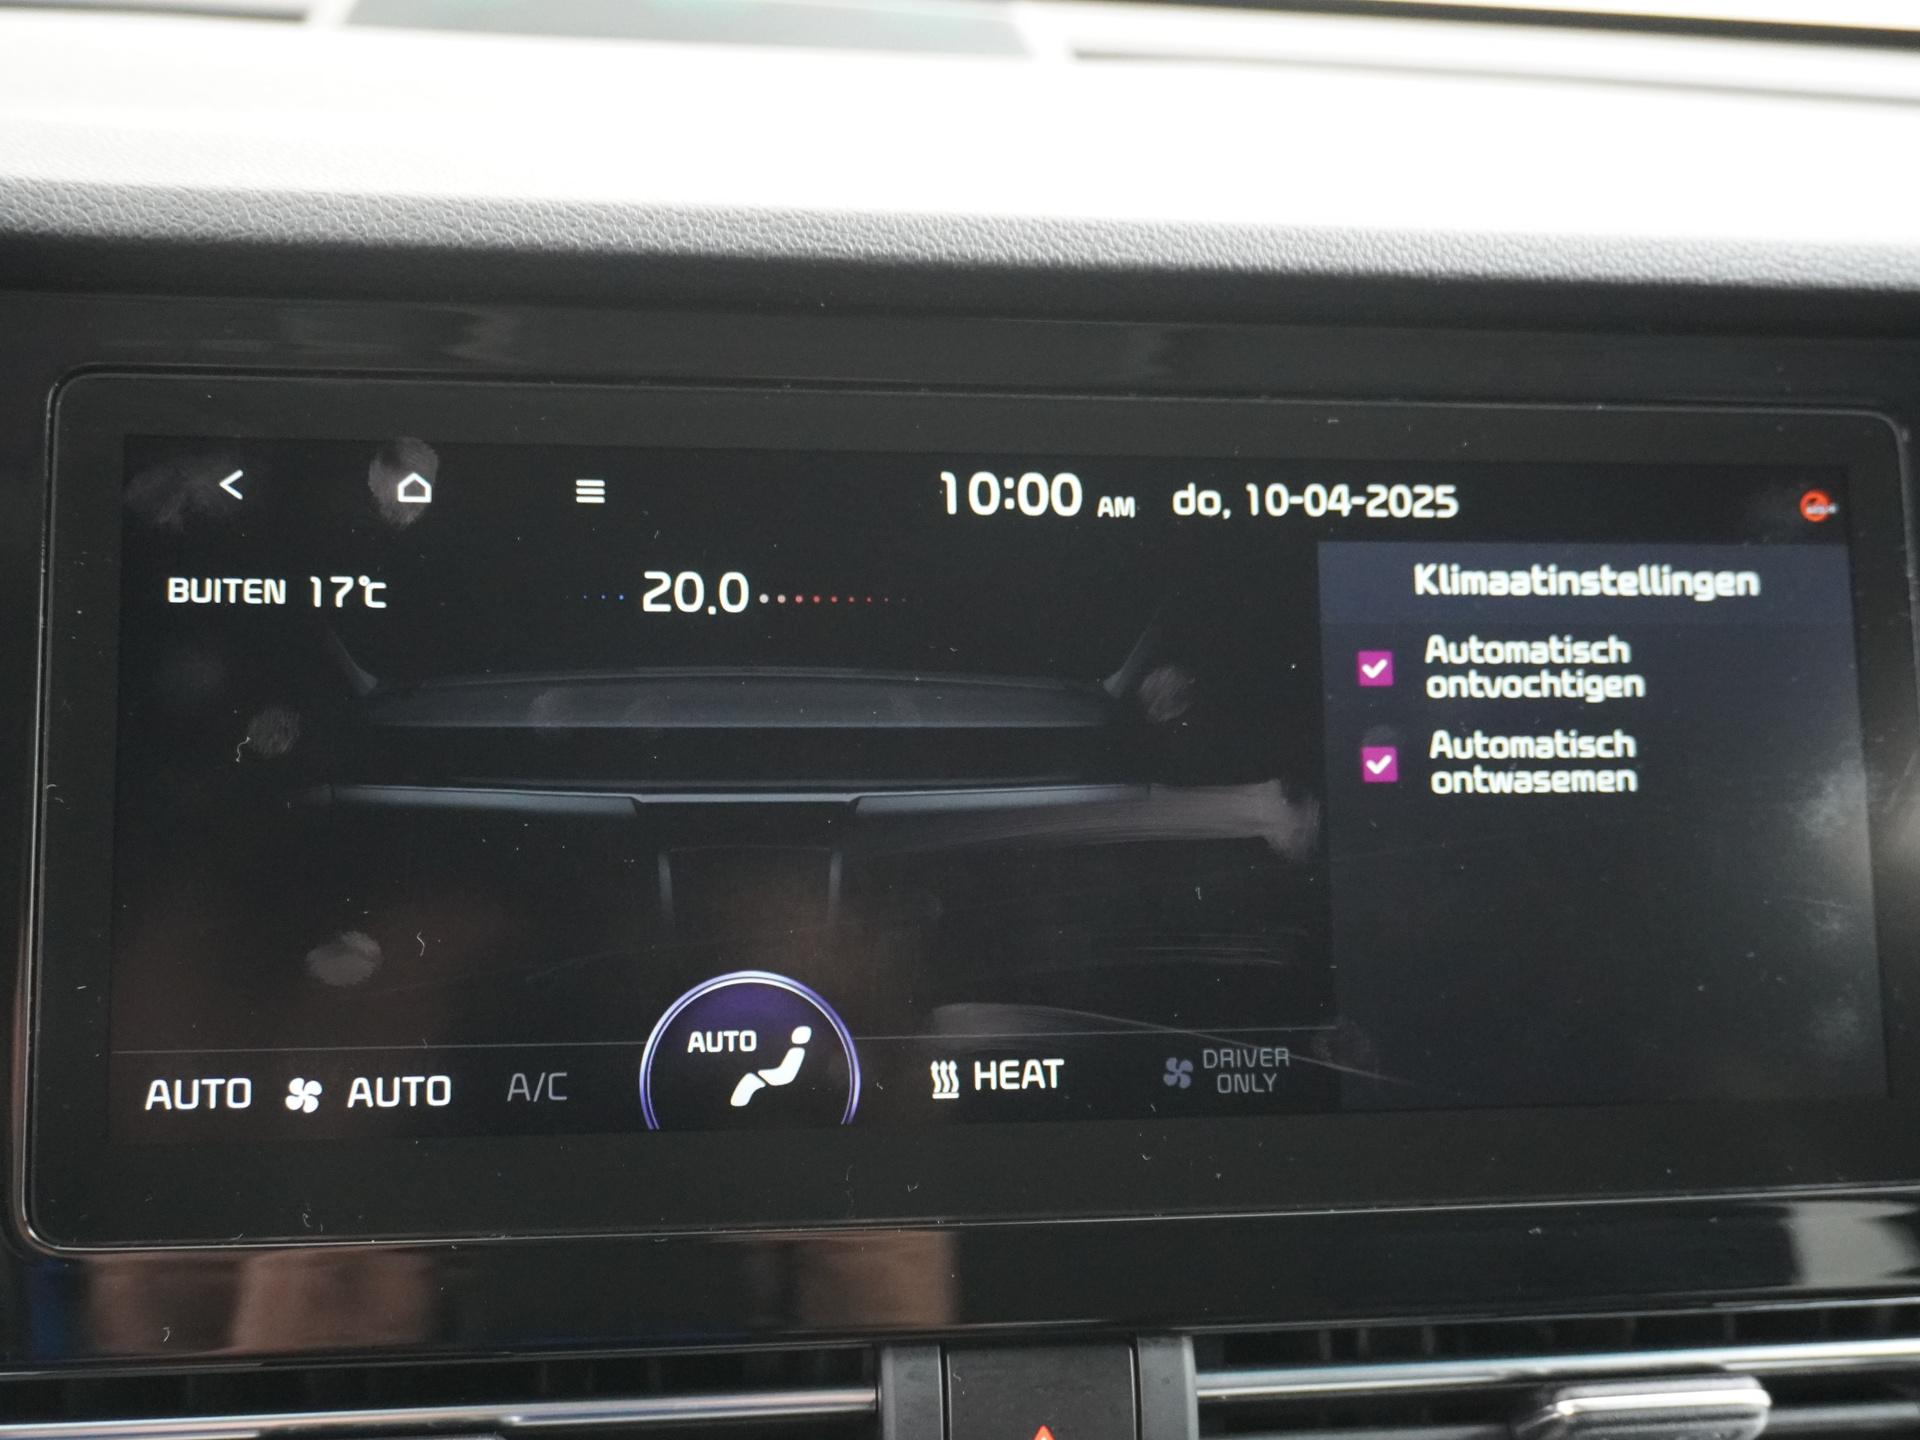 10:00 AM do, 10-04-2025
BUITEN 17℃
20.0
Klimaatinstellingen
Automatisch
ontvochtigen
Automatisch
ontwasemen
AUTO
AUTO AUTO A/C
HEAT
DRIVER
ONLY